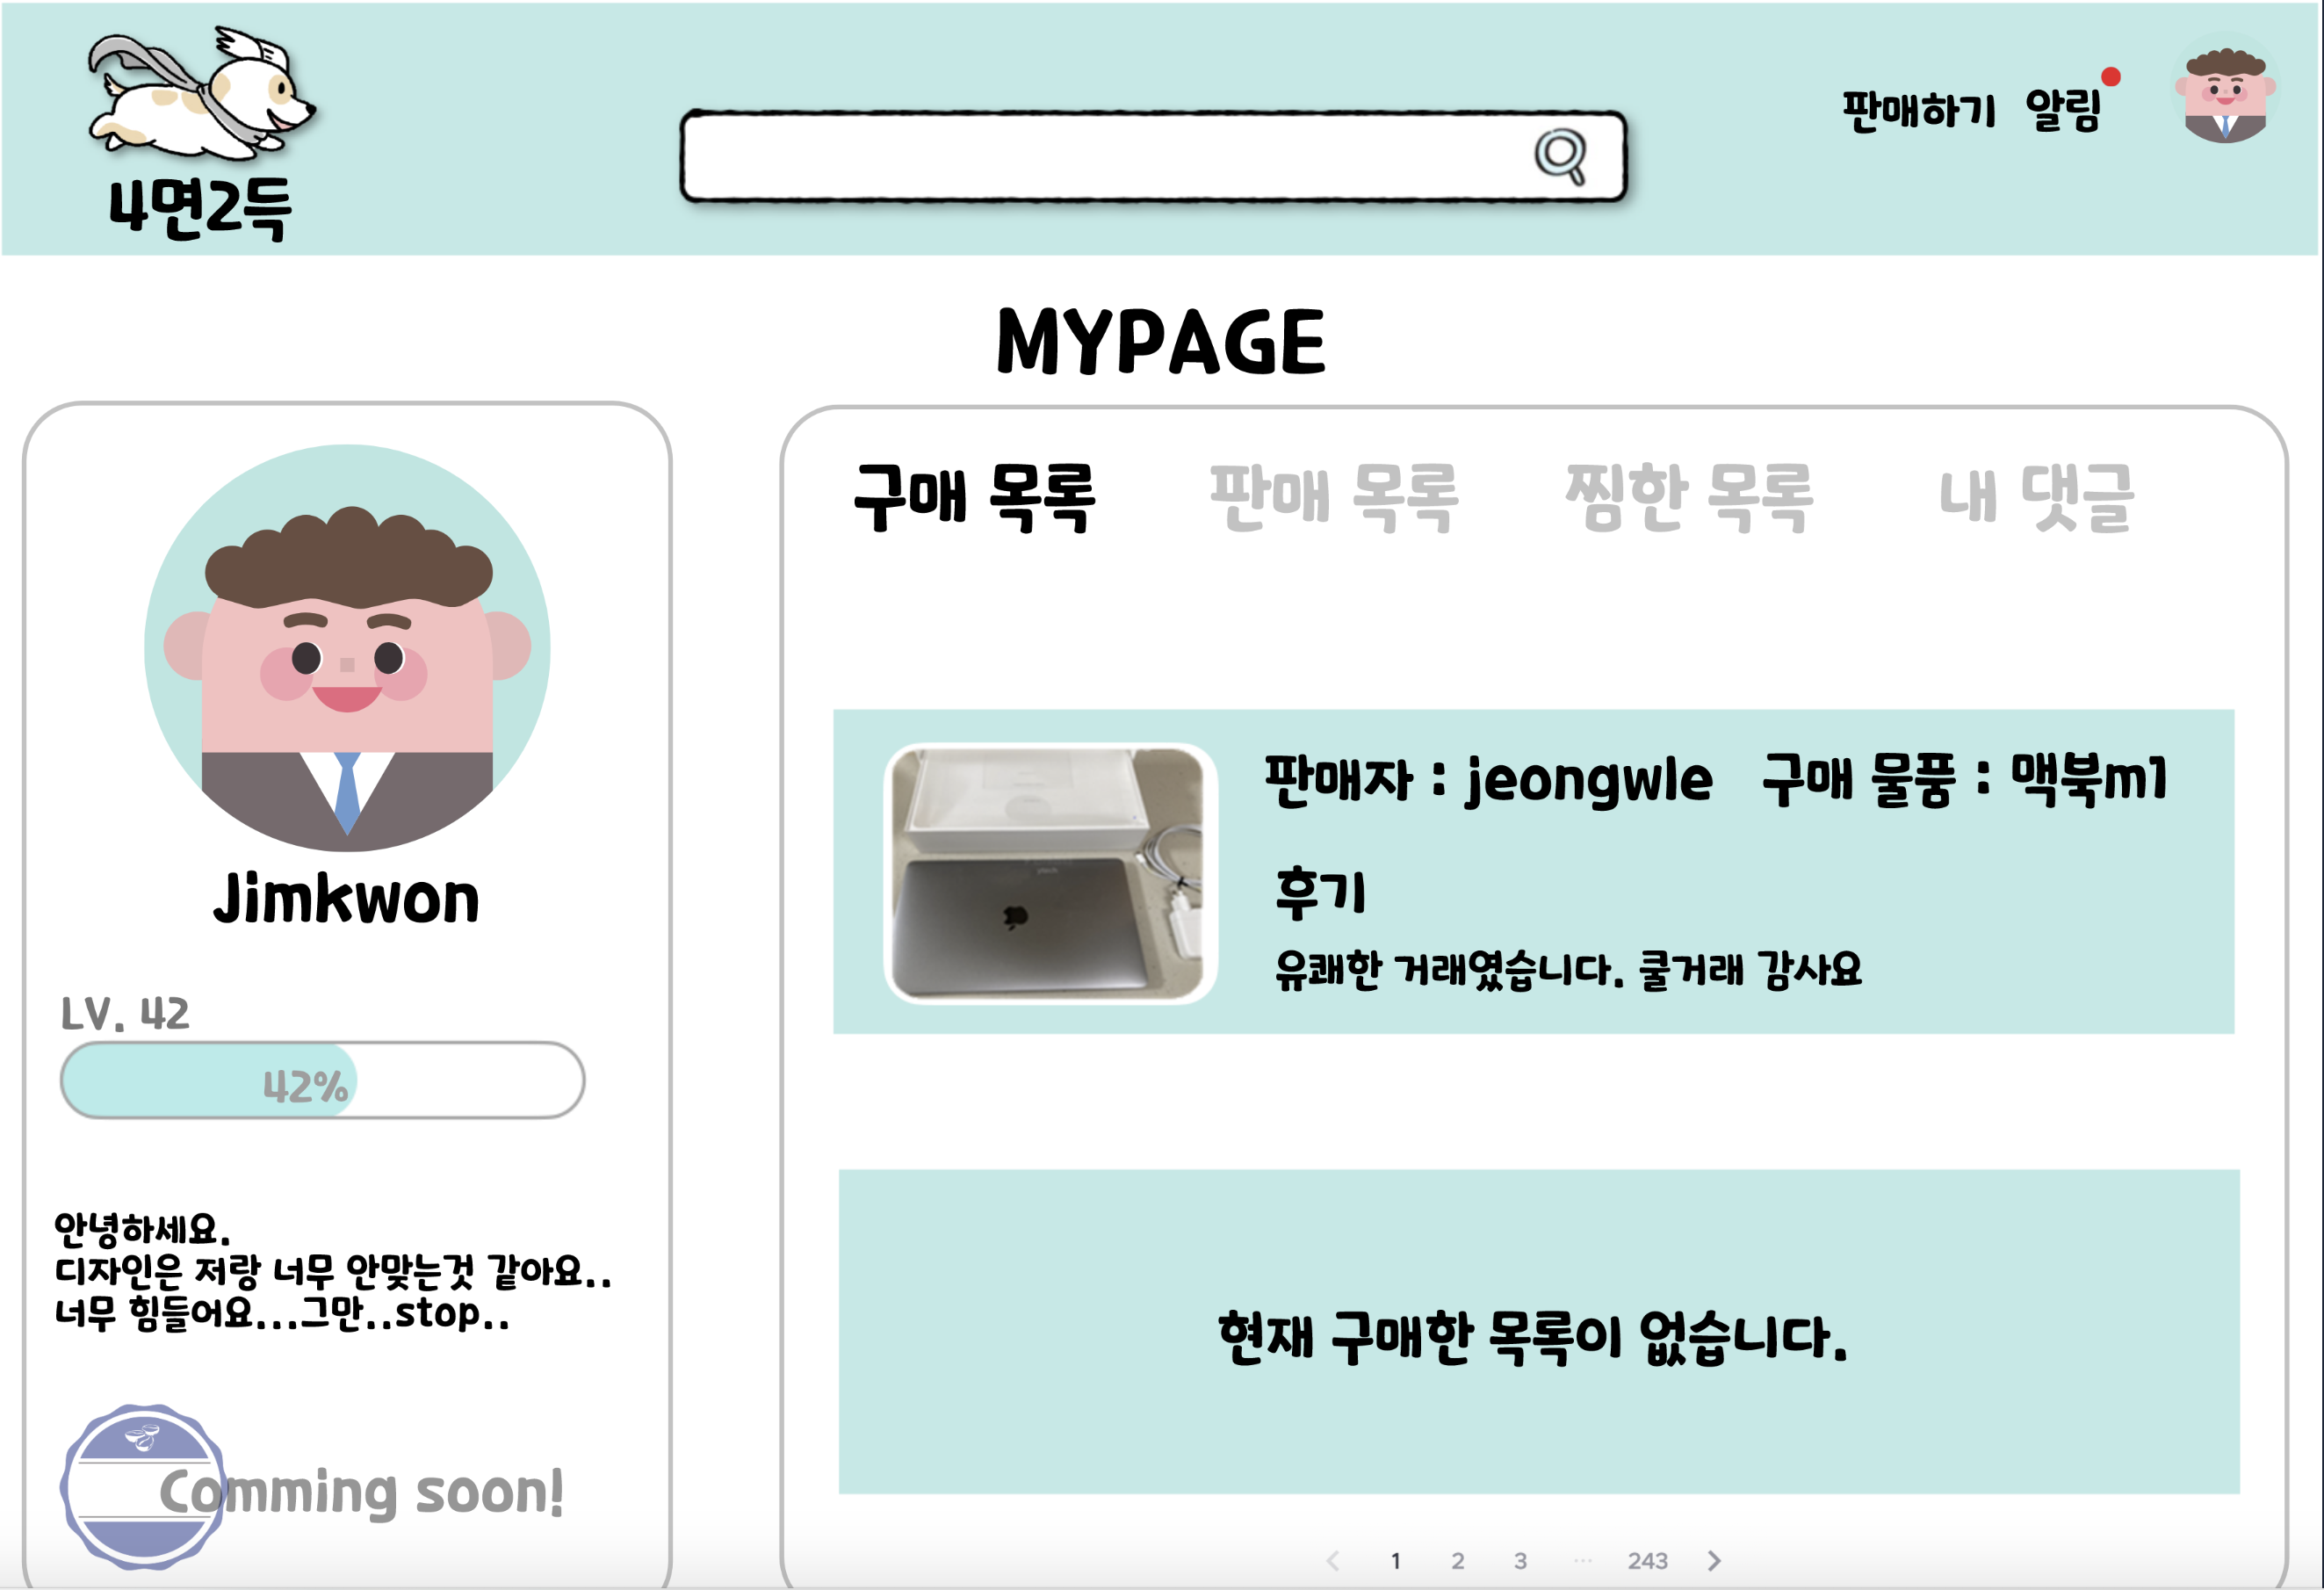 4면2득
판매하기 알림
MYPAGE
Jimkwon
LV. 42
42%
안녕하세요.
디자인은 저랑 너무 안맞는것 같아요..
너무 힘들어요...그만..stop..
Comming soon!
구매 목록 판매 목록 찜한 목록 내 댓글
판매자 : jeongwle 구매 물품 : 맥북m1
후기
유쾌한 거래였습니다. 쿨거래 감사요
현재 구매한 목록이 없습니다.
1 2 3 ... 243